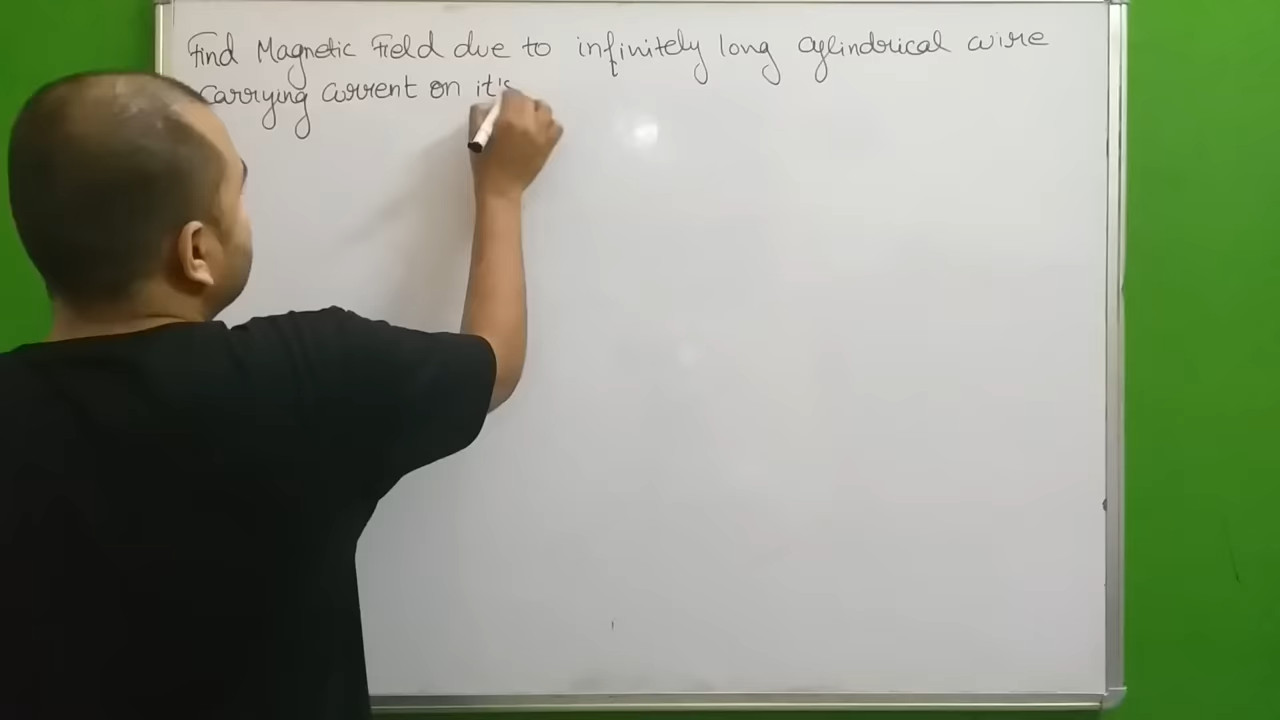 Find Magnetic Field due to infinitely long cylindrical wire
carrying current on it's